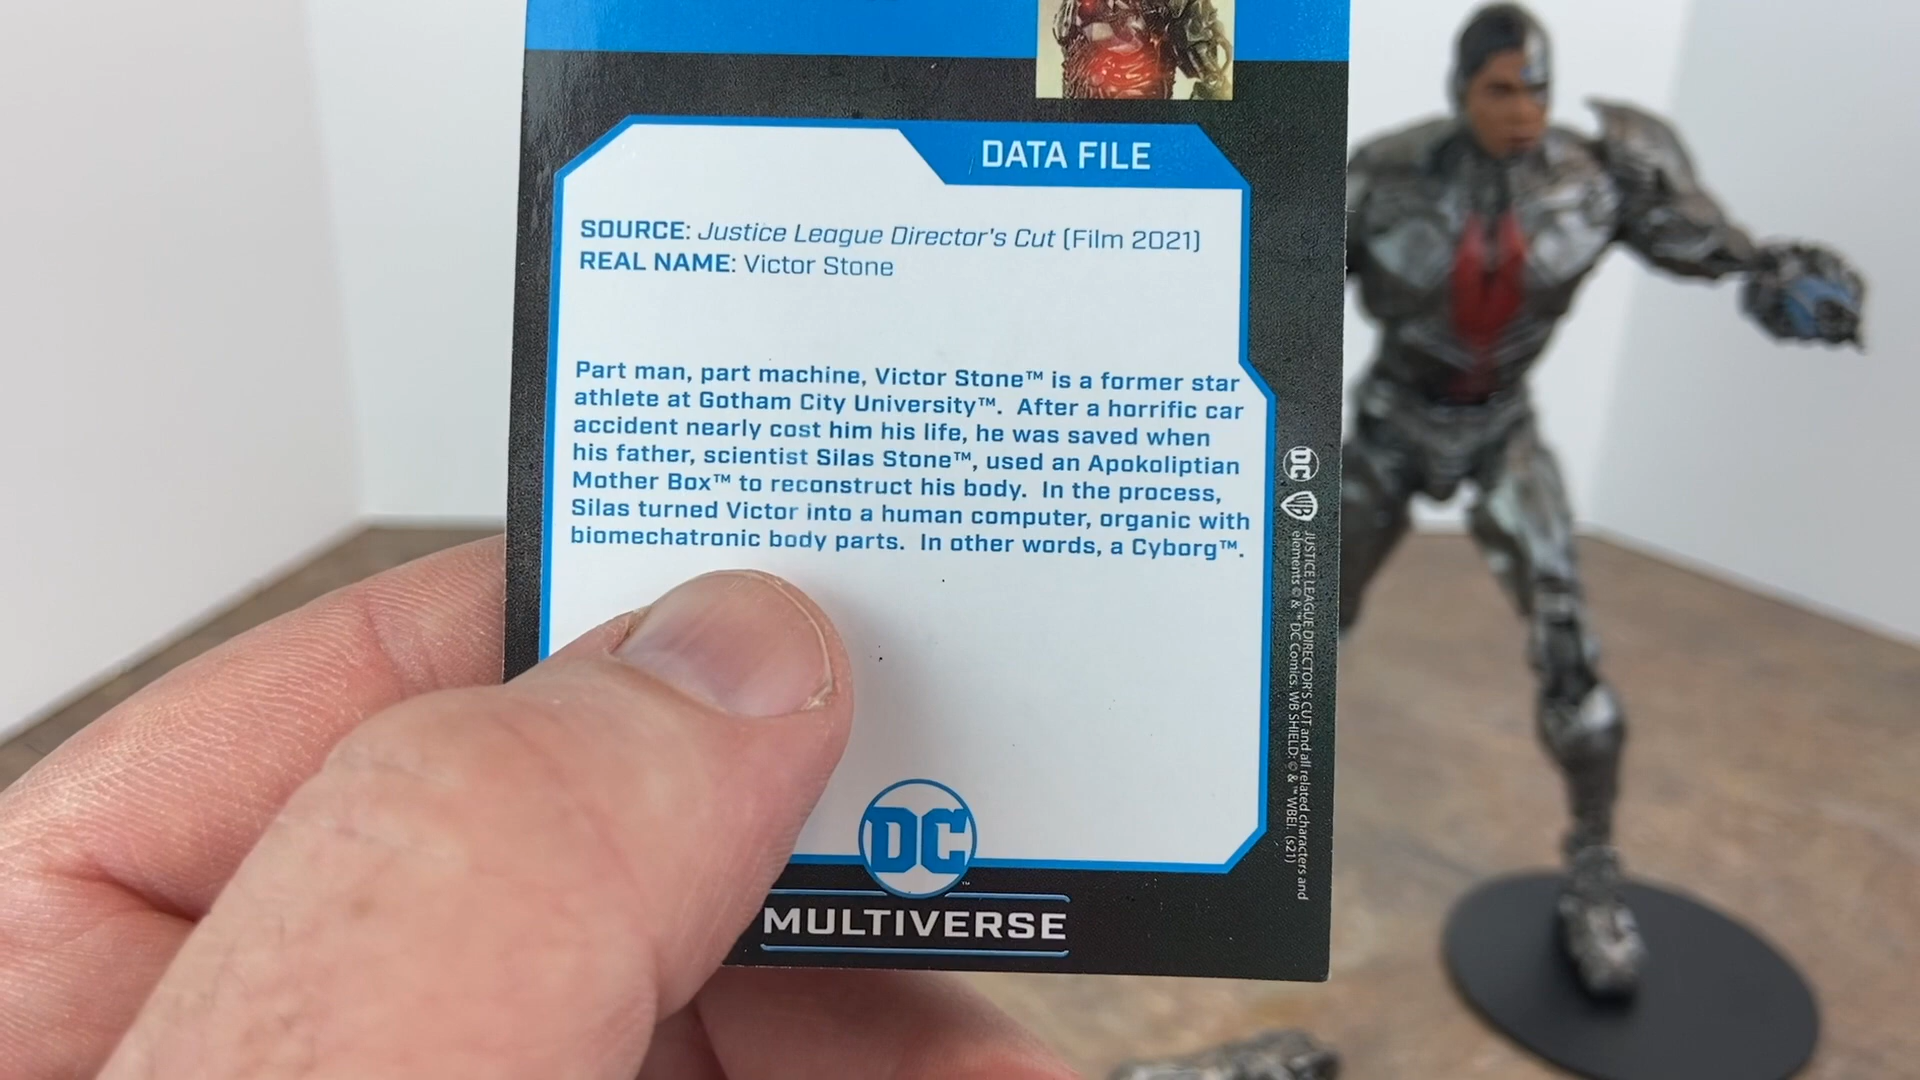 DATA FILE
SOURCE: Justice League Director's Cut (Film 2021)
REAL NAME: Victor Stone
Part man, part machine, Victor Stone™ is a former star
athlete at Gotham City University™. After a horrific car
accident nearly cost him his life, he was saved when
his father, scientist Silas Stone™, used an Apokoliptian
Mother Box™ to reconstruct his body. In the process,
Silas turned Victor into a human computer, organic with
biomechatronic body parts. In other words, a Cyborg™.
DC
WB
JUSTICE LEAGUE DIRECTOR'S CUT and all related characters and
elements © & ™ DC Comics. WB SHIELD: © & ™ WBEI. (s21)
DC™
MULTIVERSE